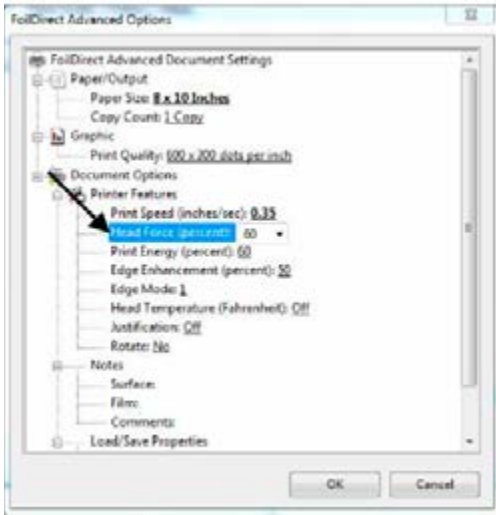 FoilDirect Advanced Options
FoilDirect Advanced Document Settings
Paper/Output
Paper Size: 8 x 10 Inches
Copy Count: 1 Copy
Graphic
Print Quality: 600 x 300 dots per inch
Document Options
Printer Features
Print Speed (inches/sec): 0.35
Head Force (percent): 60
Print Energy (percent): 60
Edge Enhancement (percent): 50
Edge Mode: 1
Head Temperature (Fahrenheit): Off
Justification: Off
Rotate: No
Notes
Surface:
Film:
Comments:
Load/Save Properties
OK Cancel